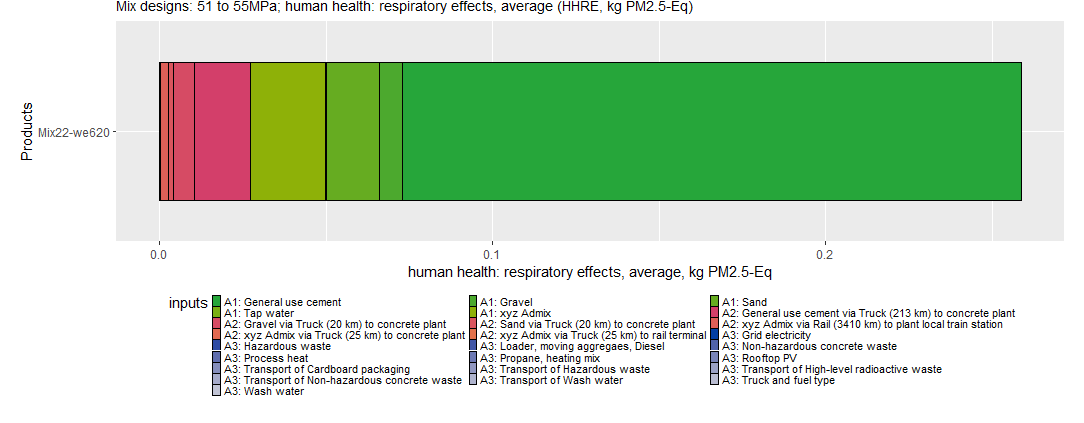 Mix designs: 51 to 55MPa; human health: respiratory effects, average (HHRE, kg PM2.5-Eq)
Products
Mix22-we620
0.0 0.1 0.2
human health: respiratory effects, average, kg PM2.5-Eq
inputs
A1: General use cement A1: Gravel A1: Sand
A1: Tap water A1: xyz Admix A2: General use cement via Truck (213 km) to concrete plant
A2: Gravel via Truck (20 km) to concrete plant A2: Sand via Truck (20 km) to concrete plant A2: xyz Admix via Rail (3410 km) to plant local train station
A2: xyz Admix via Truck (25 km) to concrete plant A2: xyz Admix via Truck (25 km) to rail terminal A3: Grid electricity
A3: Hazardous waste A3: Loader, moving aggregaes, Diesel A3: Non-hazardous concrete waste
A3: Process heat A3: Propane, heating mix A3: Rooftop PV
A3: Transport of Cardboard packaging A3: Transport of Hazardous waste A3: Transport of High-level radioactive waste
A3: Transport of Non-hazardous concrete waste A3: Transport of Wash water A3: Truck and fuel type
A3: Wash water